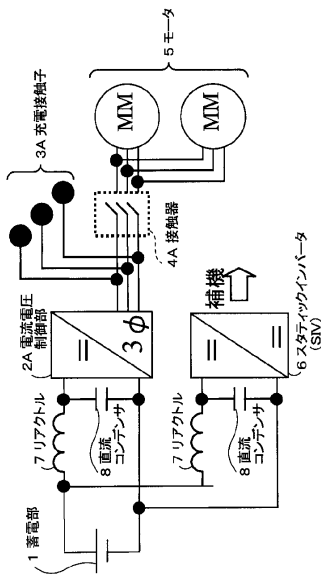 1 蓄電部
7 リアクトル
8 直流
コンデンサ
7 リアクトル
8 直流
コンデンサ
2A 電流電圧
制御部
=
3φ
=
=
6 スタティックインバータ
(SIV)
補機
3A 充電接触子
4A 接触器
MM
MM
5 モータ